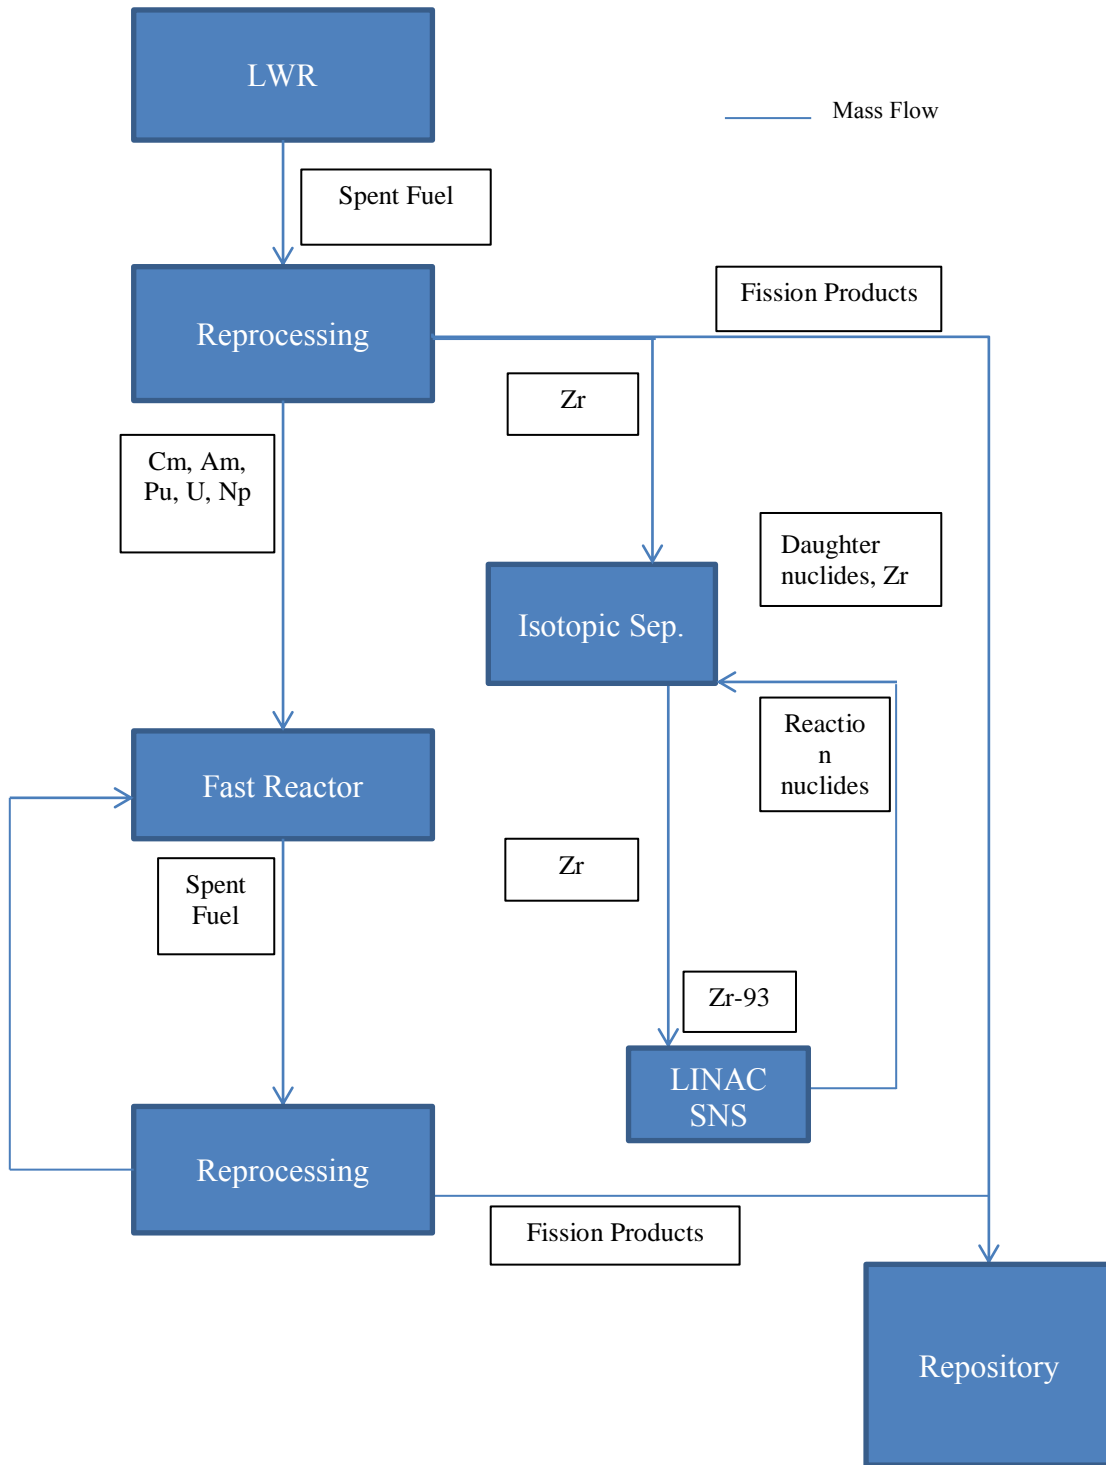 LWR
Mass Flow
Spent Fuel
Fission Products
Reprocessing
Zr
Cm, Am,
Pu, U, Np
Daughter
nuclides, Zr
Isotopic Sep.
Reactio
n
nuclides
Fast Reactor
Zr
Spent
Fuel
Zr-93
LINAC
SNS
Reprocessing
Fission Products
Repository